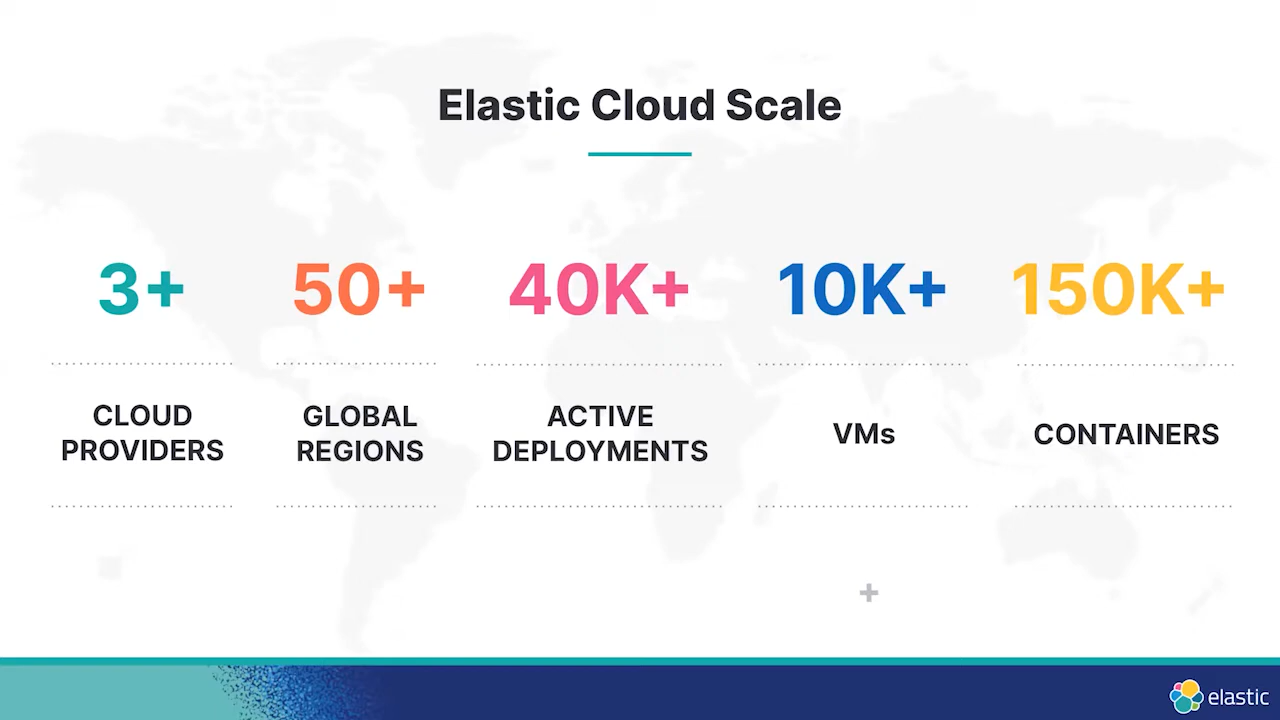 Elastic Cloud Scale
3+
50+
40K+
10K+
150K+
CLOUD
PROVIDERS
GLOBAL
REGIONS
ACTIVE
DEPLOYMENTS
VMs
CONTAINERS
elastic